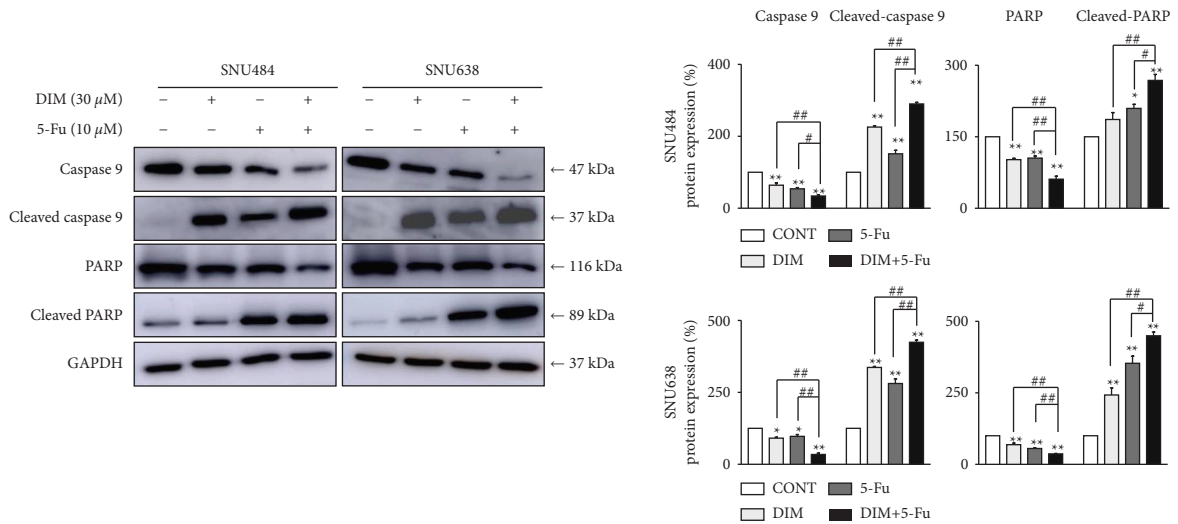 SNU484 SNU638
DIM (30 μM) – + – + – + – +
5-Fu (10 μM) – – + + – – + +
Caspase 9 ← 47 kDa
Cleaved caspase 9 ← 37 kDa
PARP ← 116 kDa
Cleaved PARP ← 89 kDa
GAPDH ← 37 kDa
Caspase 9 Cleaved-caspase 9
SNU484
protein expression (%)
400
200
0
## # ** ** ** ## ## ** ** **
CONT 5-Fu
DIM DIM+5-Fu
PARP Cleaved-PARP
300
150
0
## ## ** ** ** ## # * **
SNU638
protein expression (%)
500
250
0
## ## * * ** ## ## ** ** **
CONT 5-Fu
DIM DIM+5-Fu
500
250
0
## ## ** ** ** ## # ** ** **